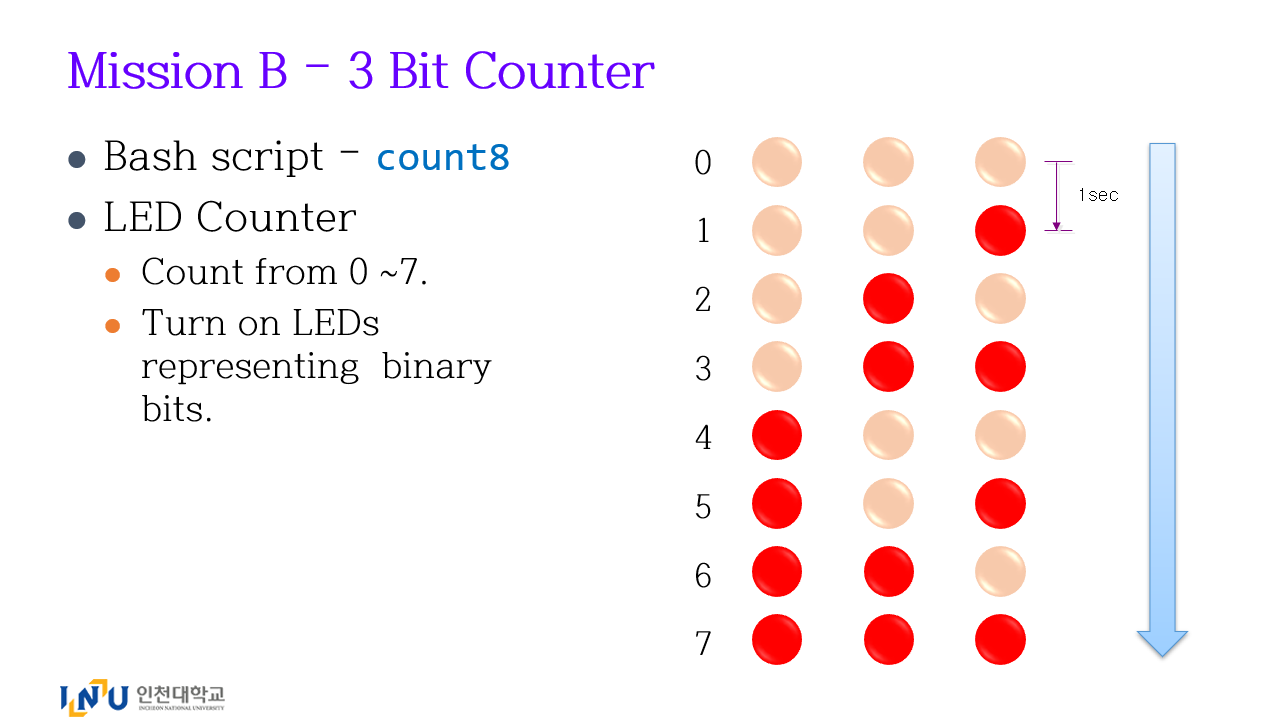 Mission B – 3 Bit Counter
● Bash script – count8
● LED Counter
● Count from 0 ~7.
● Turn on LEDs
representing binary
bits.
0
1
2
3
4
5
6
7
1sec
INU 인천대학교
INCHEON NATIONAL UNIVERSITY